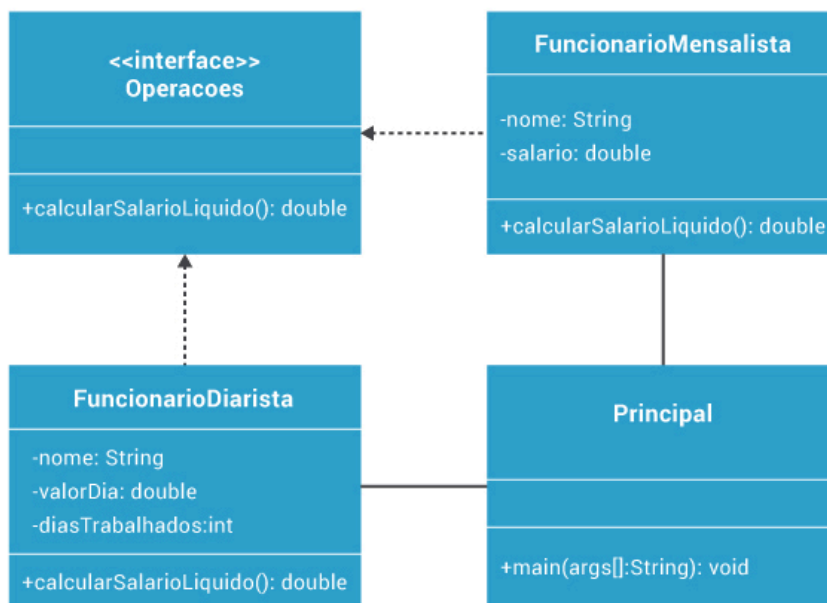 <<interface>>
Operacoes
+calcularSalarioLiquido(): double
FuncionarioMensalista
-nome: String
-salario: double
+calcularSalarioLiquido(): double
FuncionarioDiarista
-nome: String
-valorDia: double
-diasTrabalhados:int
+calcularSalarioLiquido(): double
Principal
+main(args[]:String): void